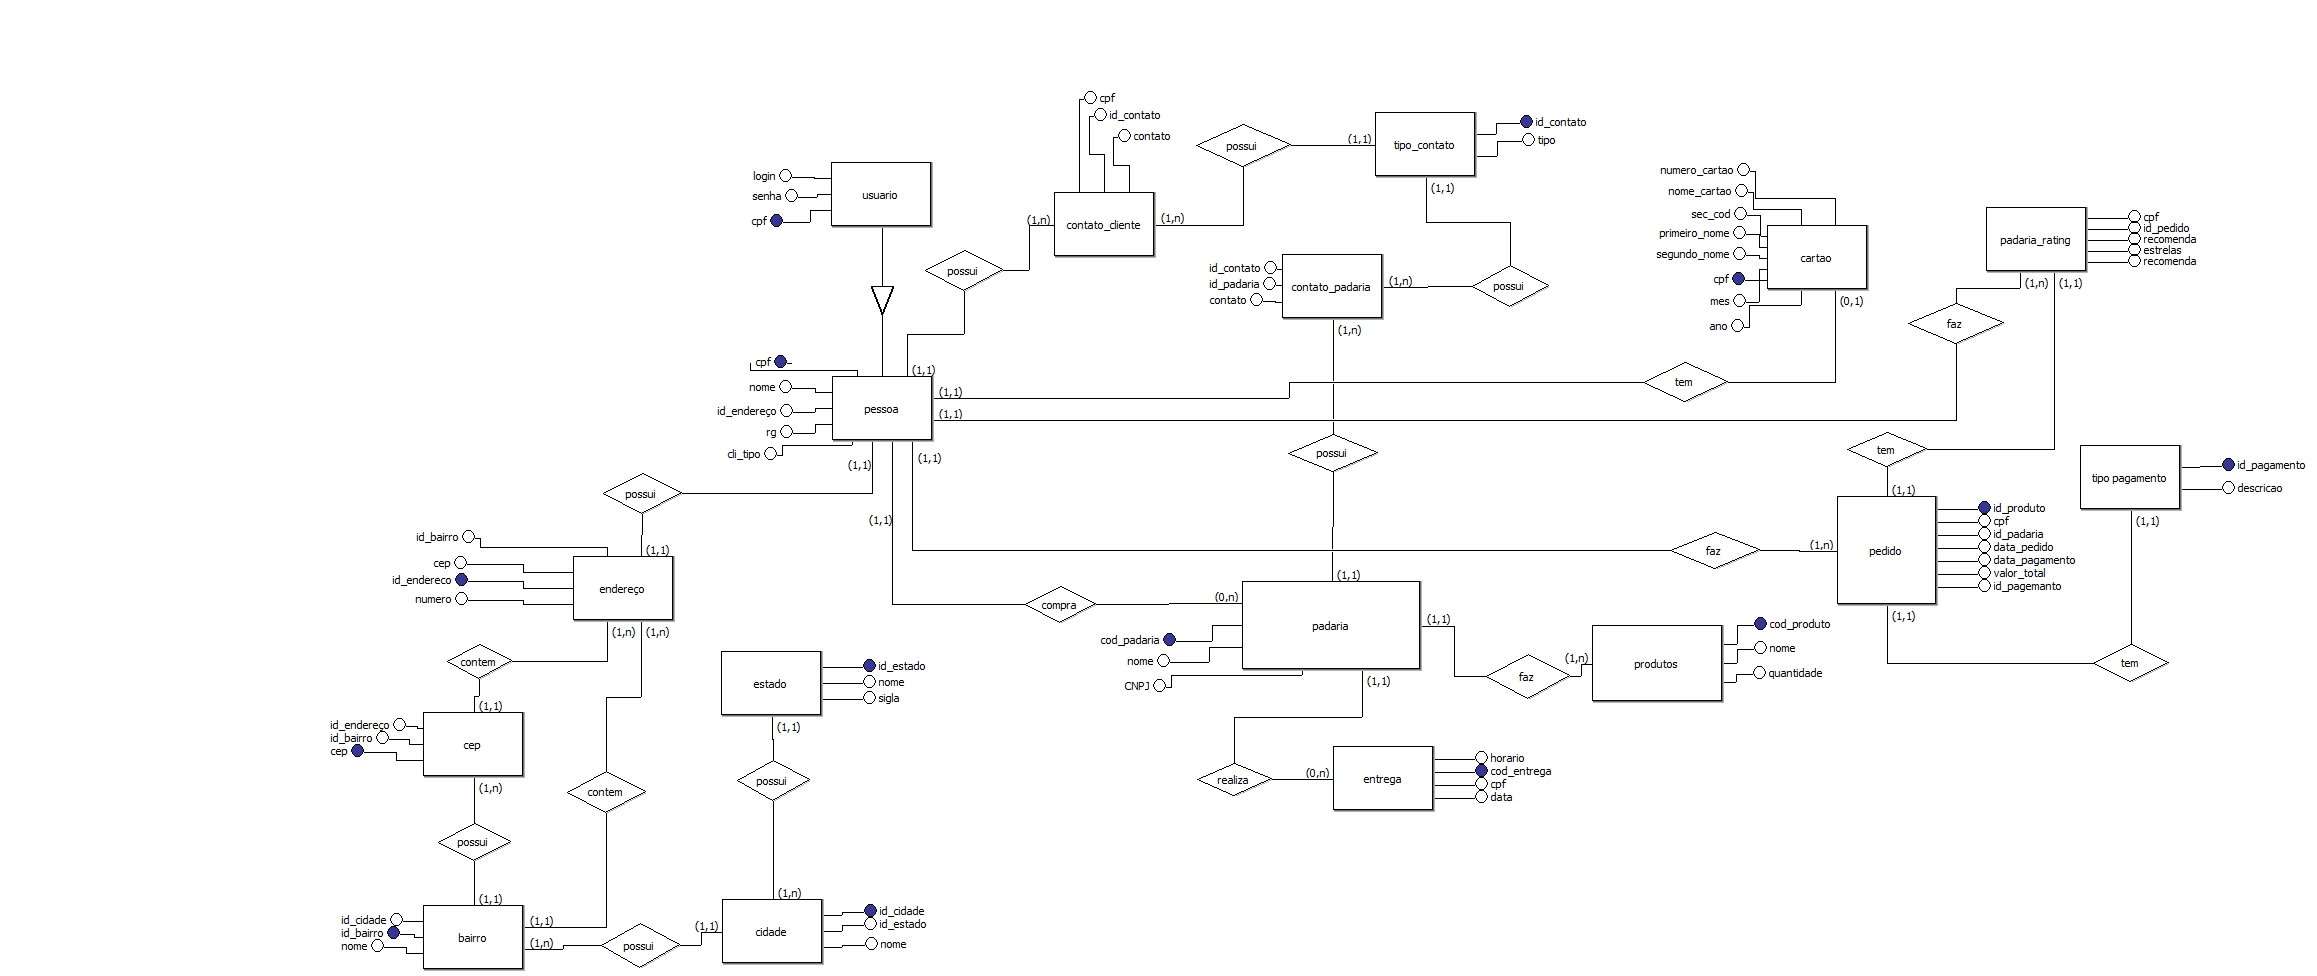 cpf
id_contato
contato
possui
(1,1)
tipo_contato
id_contato
tipo
(1,1)
login
senha
cpf
usuario
(1,n)
contato_cliente
(1,n)
possui
numero_cartao
nome_cartao
sec_cod
primeiro_nome
segundo_nome
cpf
mes
ano
cartao
(0,1)
padaria_rating
cpf
id_pedido
recomenda
estrelas
recomenda
(1,n)
(1,1)
faz
id_contato
id_padaria
contato
contato_padaria
(1,n)
possui
(1,n)
cpf
nome
id_endereço
rg
cli_tipo
pessoa
(1,1)
(1,1)
(1,1)
tem
(1,1)
(1,1)
(1,1)
possui
possui
tem
(1,1)
tipo pagamento
id_pagamento
descricao
(1,1)
id_bairro
cep
id_endereco
numero
(1,1)
endereço
(1,n)
(1,n)
faz
(1,n)
pedido
id_produto
cpf
id_padaria
data_pedido
data_pagamento
valor_total
id_pagemanto
(1,1)
tem
compra
(0,n)
(1,1)
padaria
cod_padaria
nome
CNPJ
(1,1)
(1,1)
faz
(1,n)
produtos
cod_produto
nome
quantidade
contem
(1,1)
id_endereço
id_bairro
cep
cep
(1,n)
contem
estado
id_estado
nome
sigla
(1,1)
possui
realiza
(0,n)
entrega
horario
cod_entrega
cpf
data
possui
(1,1)
id_cidade
id_bairro
nome
bairro
(1,1)
(1,n)
possui
(1,1)
(1,n)
cidade
id_cidade
id_estado
nome